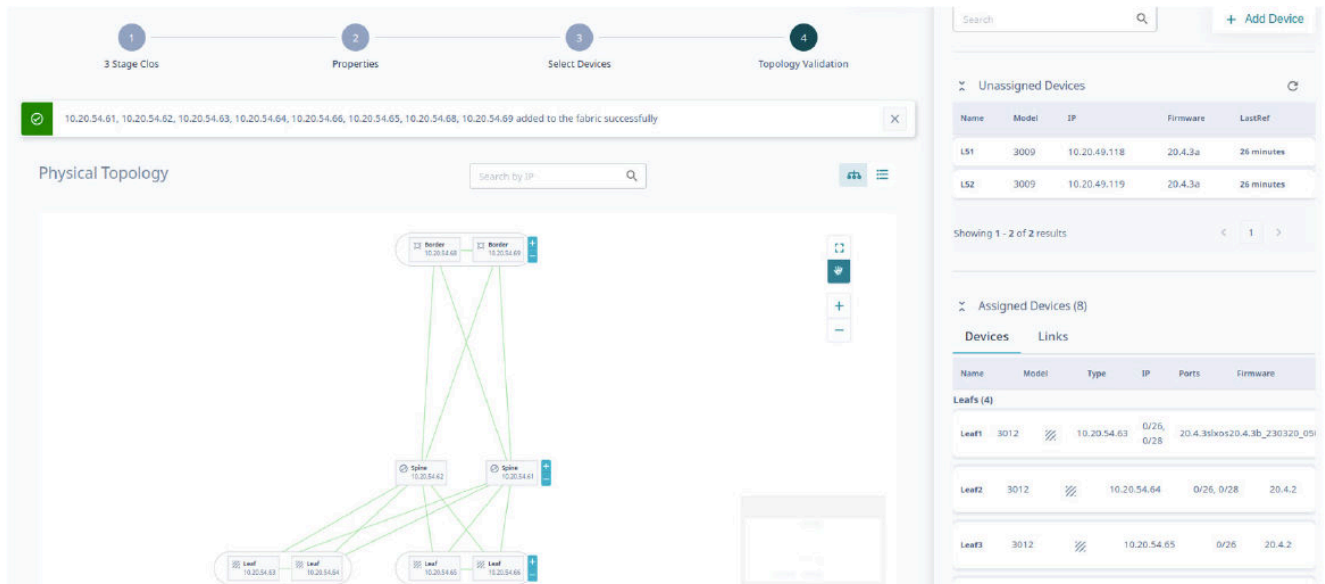 1
2
3
4
3 Stage Clos
Properties
Select Devices
Topology Validation
10.20.54.61, 10.20.54.62, 10.20.54.63, 10.20.54.64, 10.20.54.66, 10.20.54.65, 10.20.54.68, 10.20.54.69 added to the fabric successfully
Physical Topology
Search by IP
Border
10.20.54.68
Border
10.20.54.69
Spine
10.20.54.62
Spine
10.20.54.61
Leaf
10.20.54.63
Leaf
10.20.54.64
Leaf
10.20.54.65
Leaf
10.20.54.66
Search
+ Add Device
Unassigned Devices
Name Model IP Firmware LastRef
LS1 3009 10.20.49.118 20.4.3a 26 minutes
LS2 3009 10.20.49.119 20.4.3a 26 minutes
Showing 1 - 2 of 2 results
< 1 >
Assigned Devices (8)
Devices Links
Name Model Type IP Ports Firmware
Leafs (4)
Leaf1 3012 10.20.54.63 0/26, 0/28 20.4.3slxos20.4.3b_230320_05
Leaf2 3012 10.20.54.64 0/26, 0/28 20.4.2
Leaf3 3012 10.20.54.65 0/26 20.4.2